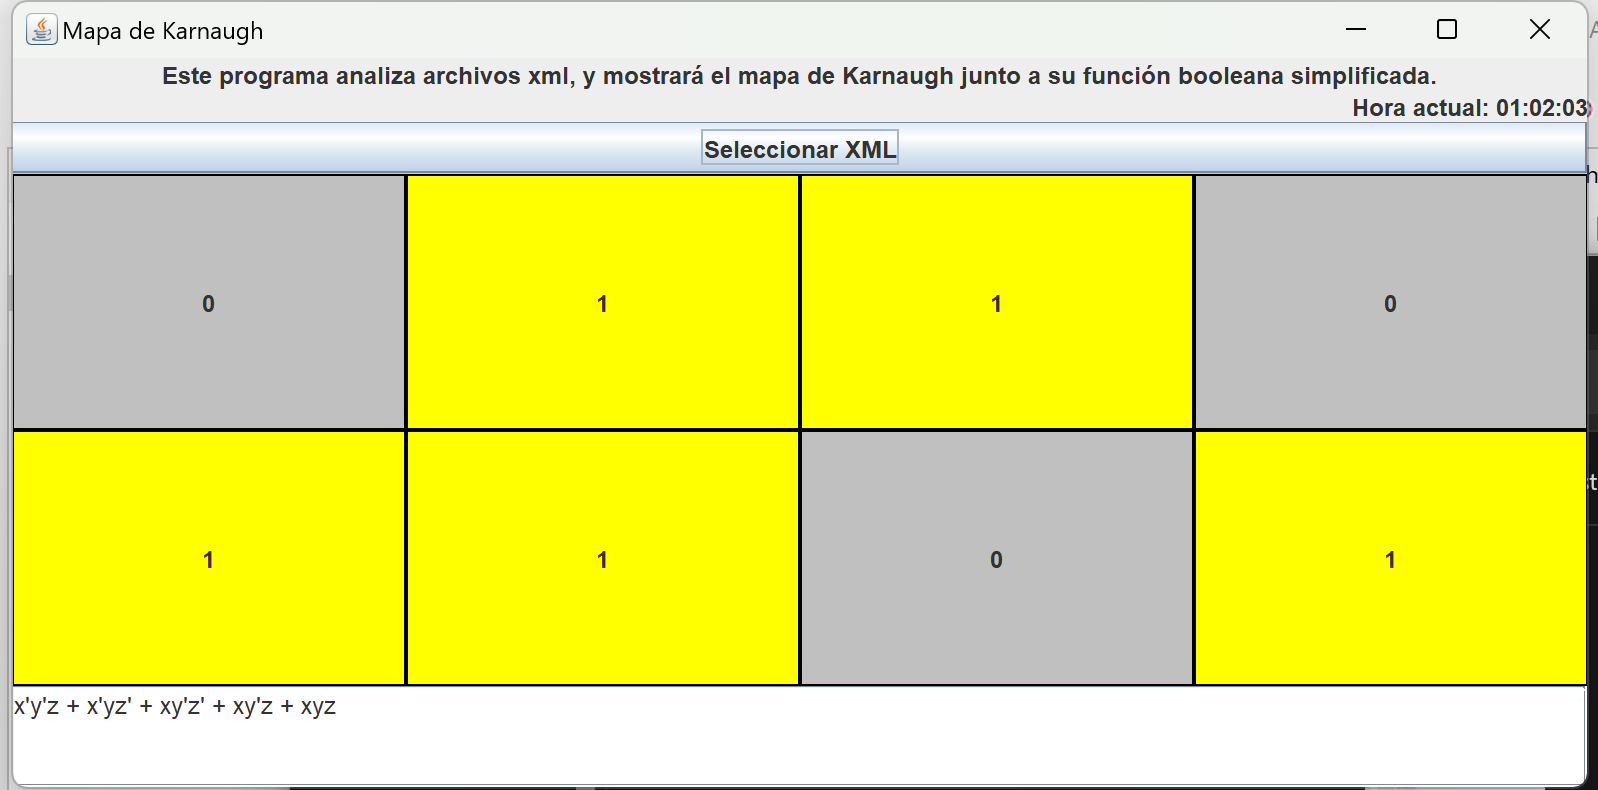 Mapa de Karnaugh
Este programa analiza archivos xml, y mostrará el mapa de Karnaugh junto a su función booleana simplificada.
Hora actual: 01:02:03
Seleccionar XML
0 1 1 0
1 1 0 1
x'y'z + x'yz' + xy'z' + xy'z + xyz